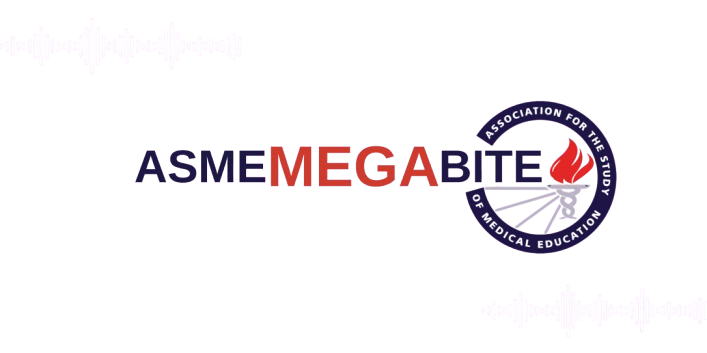 ASMEMEGABITE
ASSOCIATION FOR THE STUDY
OF MEDICAL EDUCATION